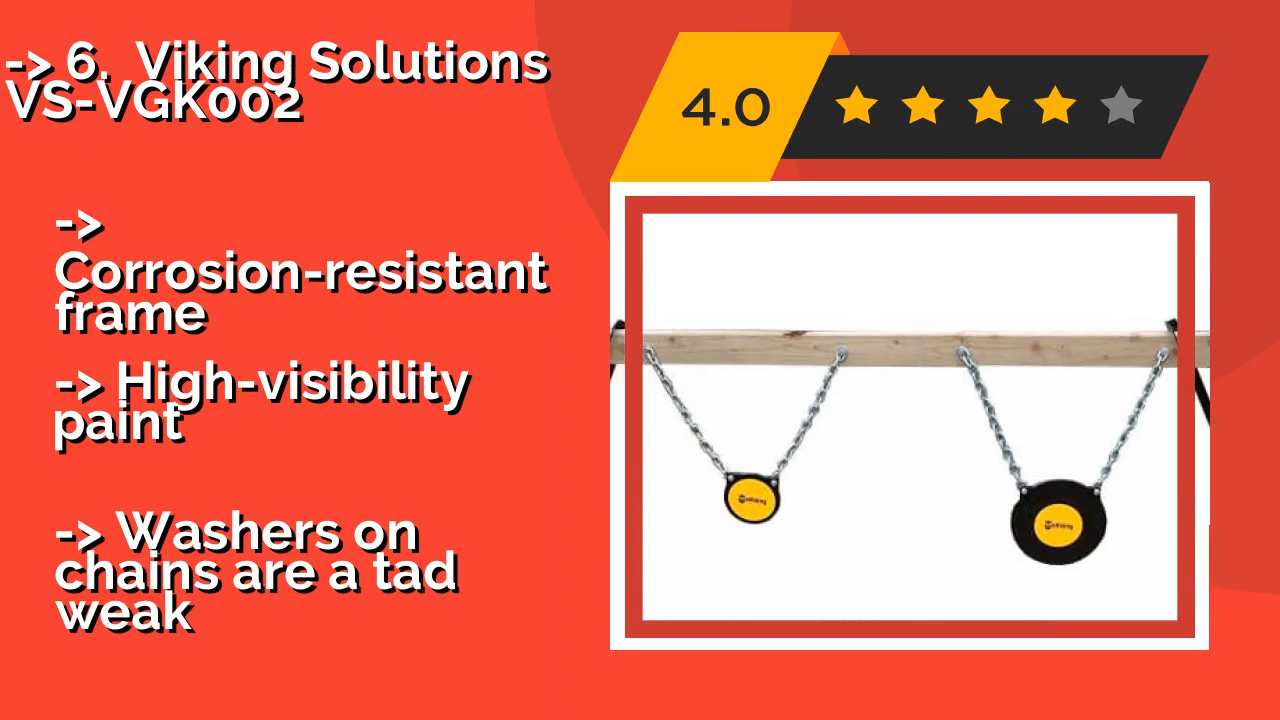 -> 6.  Viking Solutions
VS-VGK002
4.0
->
Corrosion-resistant
frame
-> High-visibility
paint
-> Washers on
chains are a tad
weak